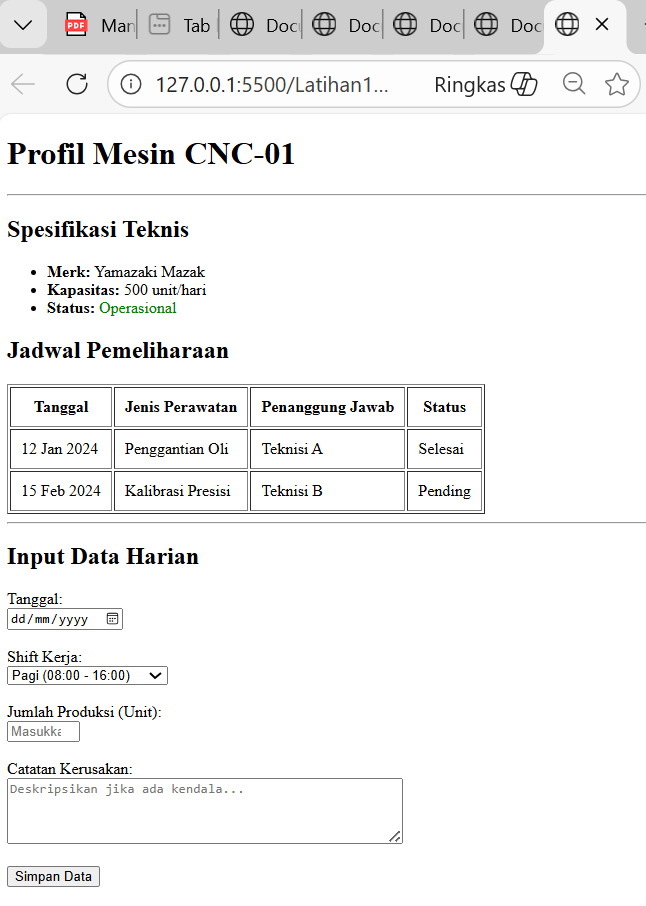 PDF Man Tab Doc Doc Doc Doc
127.0.0.1:5500/Latihan1... Ringkas
Profil Mesin CNC-01
Spesifikasi Teknis
• Merk: Yamazaki Mazak
• Kapasitas: 500 unit/hari
• Status: Operasional
Jadwal Pemeliharaan
Tanggal Jenis Perawatan Penanggung Jawab Status
12 Jan 2024 Penggantian Oli Teknisi A Selesai
15 Feb 2024 Kalibrasi Presisi Teknisi B Pending
Input Data Harian
Tanggal:
dd/mm/yyyy
Shift Kerja:
Pagi (08:00 - 16:00)
Jumlah Produksi (Unit):
Masukka
Catatan Kerusakan:
Deskripsikan jika ada kendala...
Simpan Data